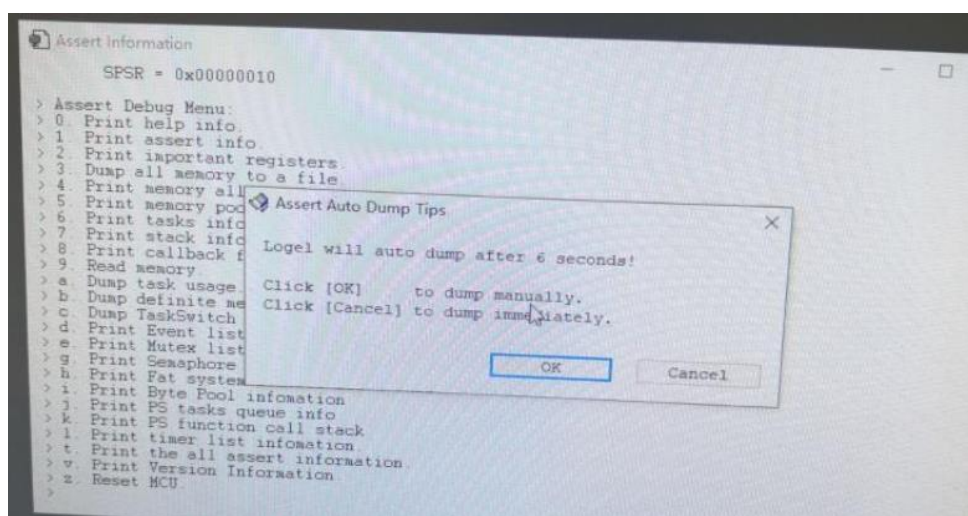 Assert Information
SPSR = 0x00000010
> Assert Debug Menu:
> 0. Print help info.
> 1. Print assert info.
> 2. Print important registers.
> 3. Dump all memory to a file.
> 4. Print memory all
> 5. Print memory poo
> 6. Print tasks info
> 7. Print stack info
> 8. Print callback f
> 9. Read memory.
> a. Dump task usage
> b. Dump definite me
> c. Dump TaskSwitch
> d. Print Event list
> e. Print Mutex list
> g. Print Semaphore
> h. Print Fat system
> i. Print Byte Pool infomation
> j. Print PS tasks queue info
> k. Print PS function call stack
> l. Print timer list infomation.
> t. Print the all assert information.
> v. Print Version Information
> z. Reset MCU.
>
Assert Auto Dump Tips
Logel will auto dump after 6 seconds!
Click [OK] to dump manually.
Click [Cancel] to dump immediately.
OK
Cancel